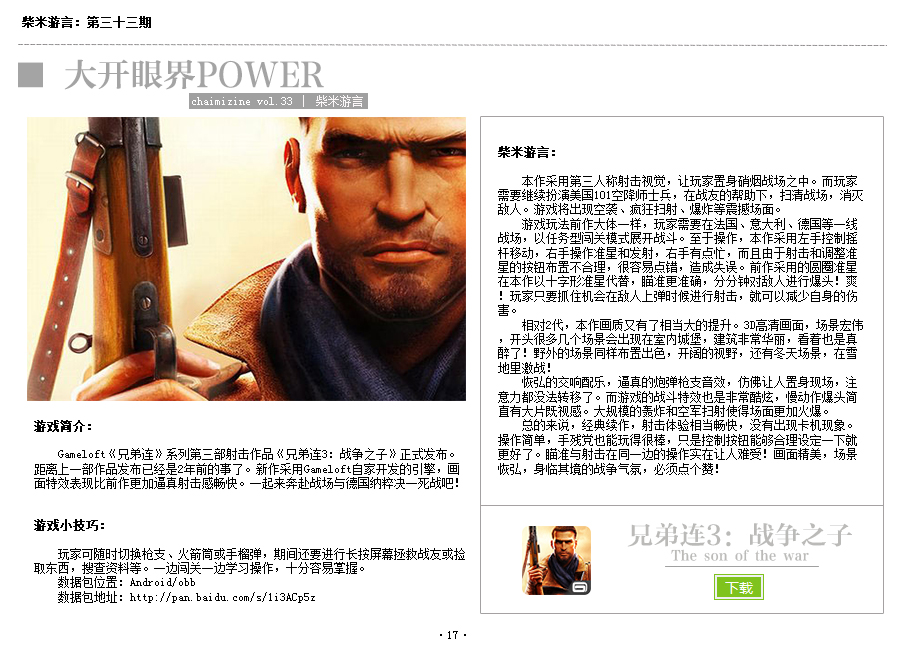 柴米游言：第三十三期
大开眼界POWER
chaimizine vol.33 | 柴米游言
游戏简介：
Gameloft《兄弟连》系列第三部射击作品《兄弟连3：战争之子》正式发布。
距离上一部作品发布已经是2年前的事了。新作采用Gameloft自家开发的引擎，画
面特效表现比前作更加逼真射击感畅快。一起来奔赴战场与德国纳粹决一死战吧！
游戏小技巧：
玩家可随时切换枪支、火箭筒或手榴弹，期间还要进行长按屏幕拯救战友或捡
取东西，搜查资料等。一边闯关一边学习操作，十分容易掌握。
数据包位置：Android/obb
数据包地址：http://pan.baidu.com/s/1i3ACp5z
柴米游言：
本作采用第三人称射击视觉，让玩家置身硝烟战场之中。而玩家
需要继续扮演美国101空降师士兵，在战友的帮助下，扫清战场，消灭
敌人。游戏将出现空袭、疯狂扫射、爆炸等震撼场面。
游戏玩法前作大体一样，玩家需要在法国、意大利、德国等一线
战场，以任务型闯关模式展开战斗。至于操作，本作采用左手控制摇
杆移动，右手操作准星和发射，右手有点忙，而且由于射击和调整准
星的按钮布置不合理，很容易点错，造成失误。前作采用的圆圈准星
在本作以十字形准星代替，瞄准更准确，分分钟对敌人进行爆头！爽
！玩家只要抓住机会在敌人上弹时候进行射击，就可以减少自身的伤
害。
相对2代，本作画质又有了相当大的提升。3D高清画面，场景宏伟
，开头很多几个场景会出现在室内城堡，建筑非常华丽，看着也是真
醉了！野外的场景同样布置出色，开阔的视野，还有冬天场景，在雪
地里激战！
恢弘的交响配乐，逼真的炮弹枪支音效，仿佛让人置身现场，注
意力都没法转移了。而游戏的战斗特效也是非常酷炫，慢动作爆头简
直有大片既视感。大规模的轰炸和空军扫射使得场面更加火爆。
总的来说，经典续作，射击体验相当畅快，没有出现卡机现象。
操作简单，手残党也能玩得很棒，只是控制按钮能够合理设定一下就
更好了。瞄准与射击在同一边的操作实在让人难受！画面精美，场景
恢弘，身临其境的战争气氛，必须点个赞！
兄弟连3：战争之子
The son of the war
下载
·17·